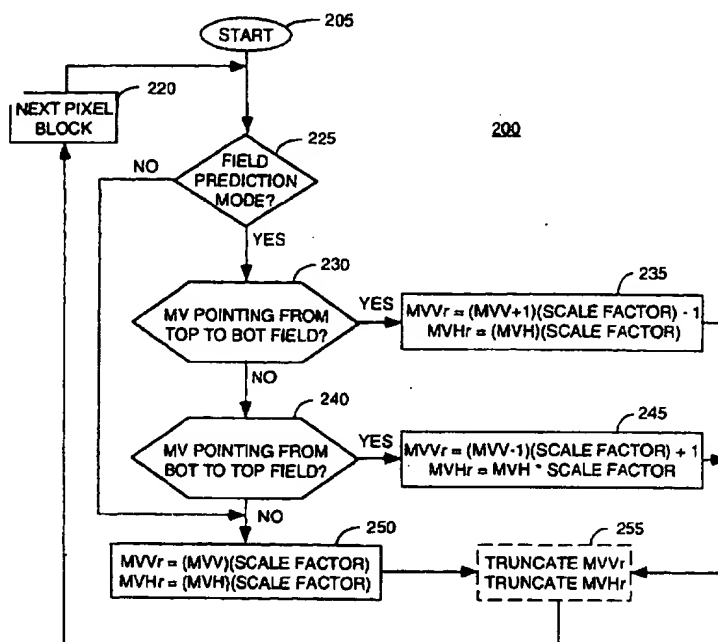 205
START
220
NEXT PIXEL
BLOCK
225
200
FIELD
PREDICTION
MODE?
NO
YES
230
MV POINTING FROM
TOP TO BOT FIELD?
YES
235
MVVr = (MVV+1)(SCALE FACTOR) - 1
MVHr = (MVH)(SCALE FACTOR)
NO
240
MV POINTING FROM
BOT TO TOP FIELD?
YES
245
MVVr = (MVV-1)(SCALE FACTOR) + 1
MVHr = MVH * SCALE FACTOR
NO
250
MVVr = (MVV)(SCALE FACTOR)
MVHr = (MVH)(SCALE FACTOR)
255
TRUNCATE MVVr
TRUNCATE MVHr